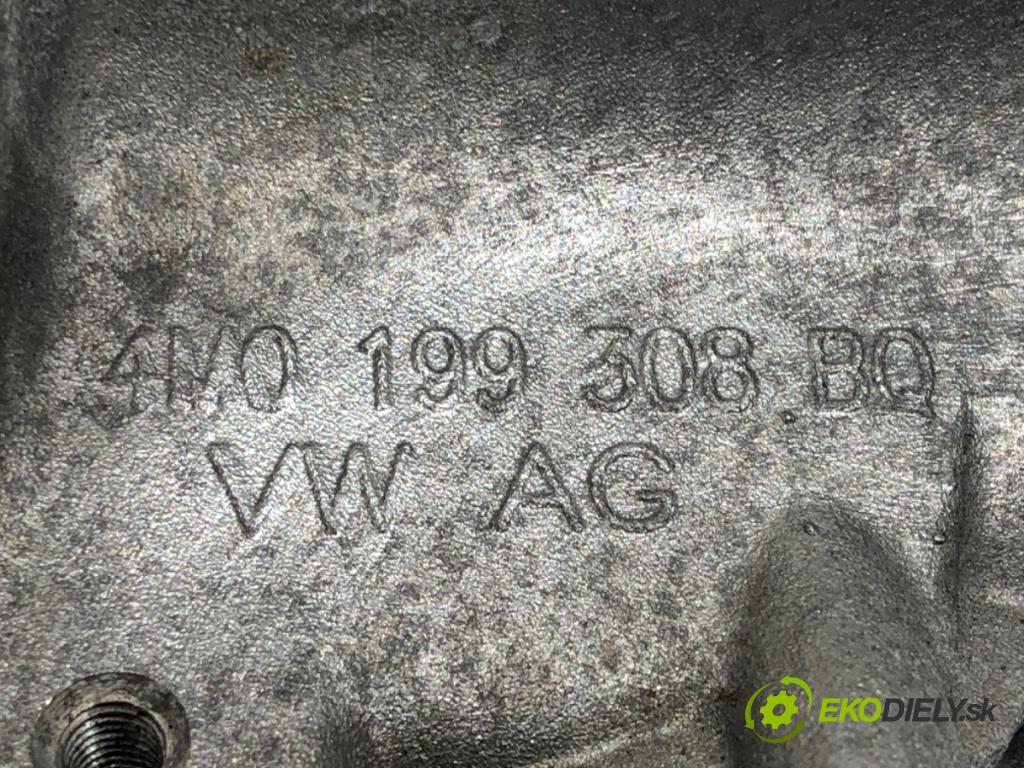 4M0 199 308 BQ
VW AG
EKODIELY.sk